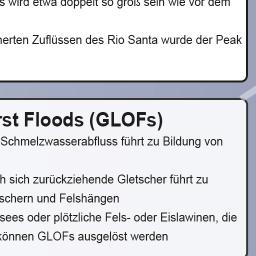 s wird etwa doppelt so groß sein wie vor dem
nerten Zuflüssen des Rio Santa wurde der Peak
rst Floods (GLOFs)
Schmelzwasserabfluss führt zu Bildung von
h sich zurückziehende Gletscher führt zu
schern und Felshängen
sees oder plötzliche Fels- oder Eislawinen, die
können GLOFs ausgelöst werden